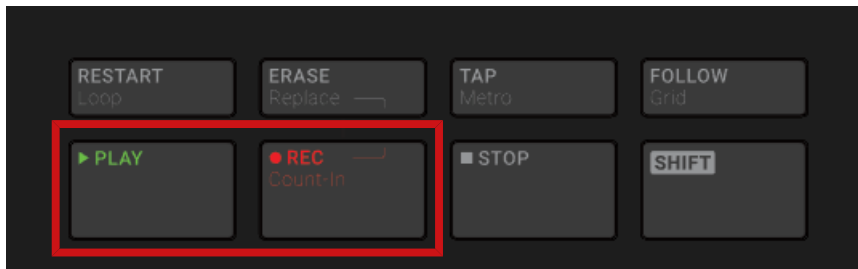 RESTART
Loop
ERASE
Replace
TAP
Metro
FOLLOW
Grid
PLAY
REC
Count-In
STOP
SHIFT